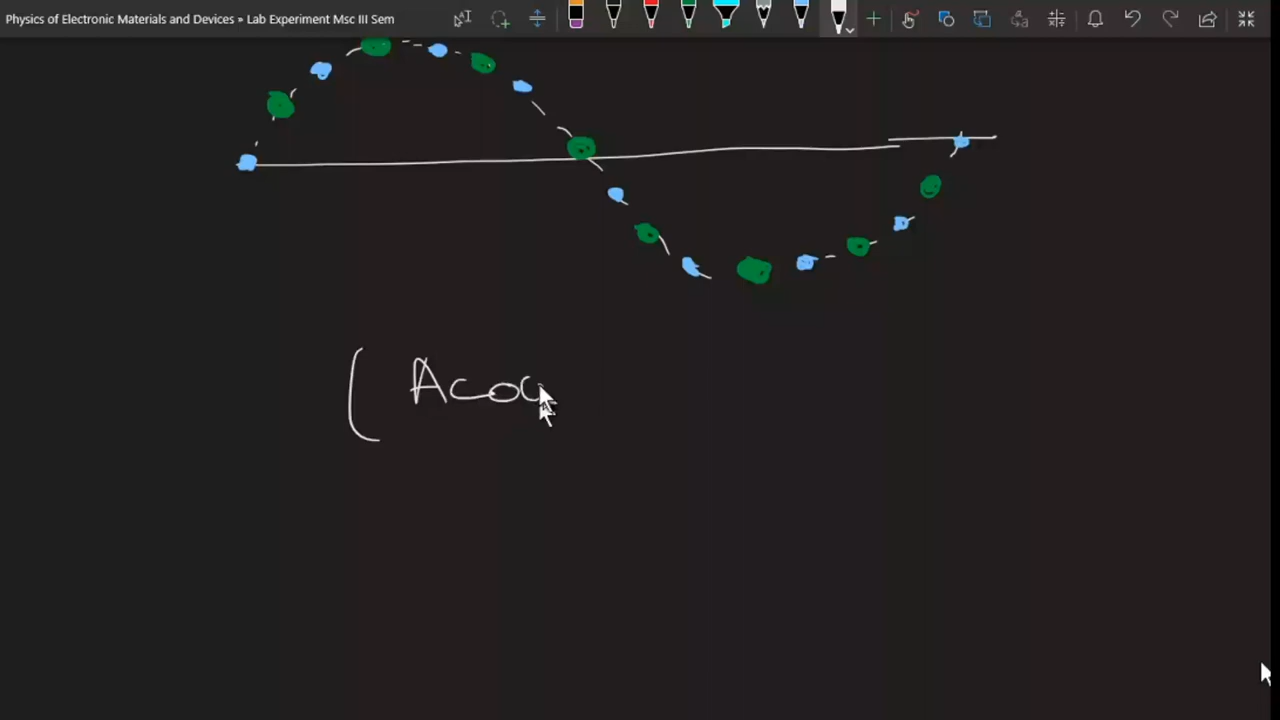 Physics of Electronic Materials and Devices » Lab Experiment Msc III Sem
( Acou